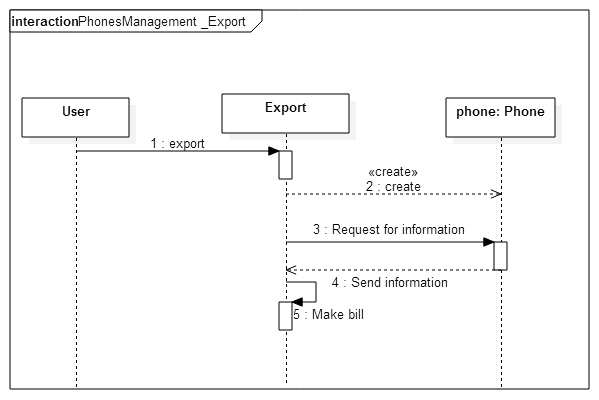 interactionPhonesManagement _Export
User
Export
phone: Phone
1 : export
«create»
2 : create
3 : Request for information
4 : Send information
5 : Make bill